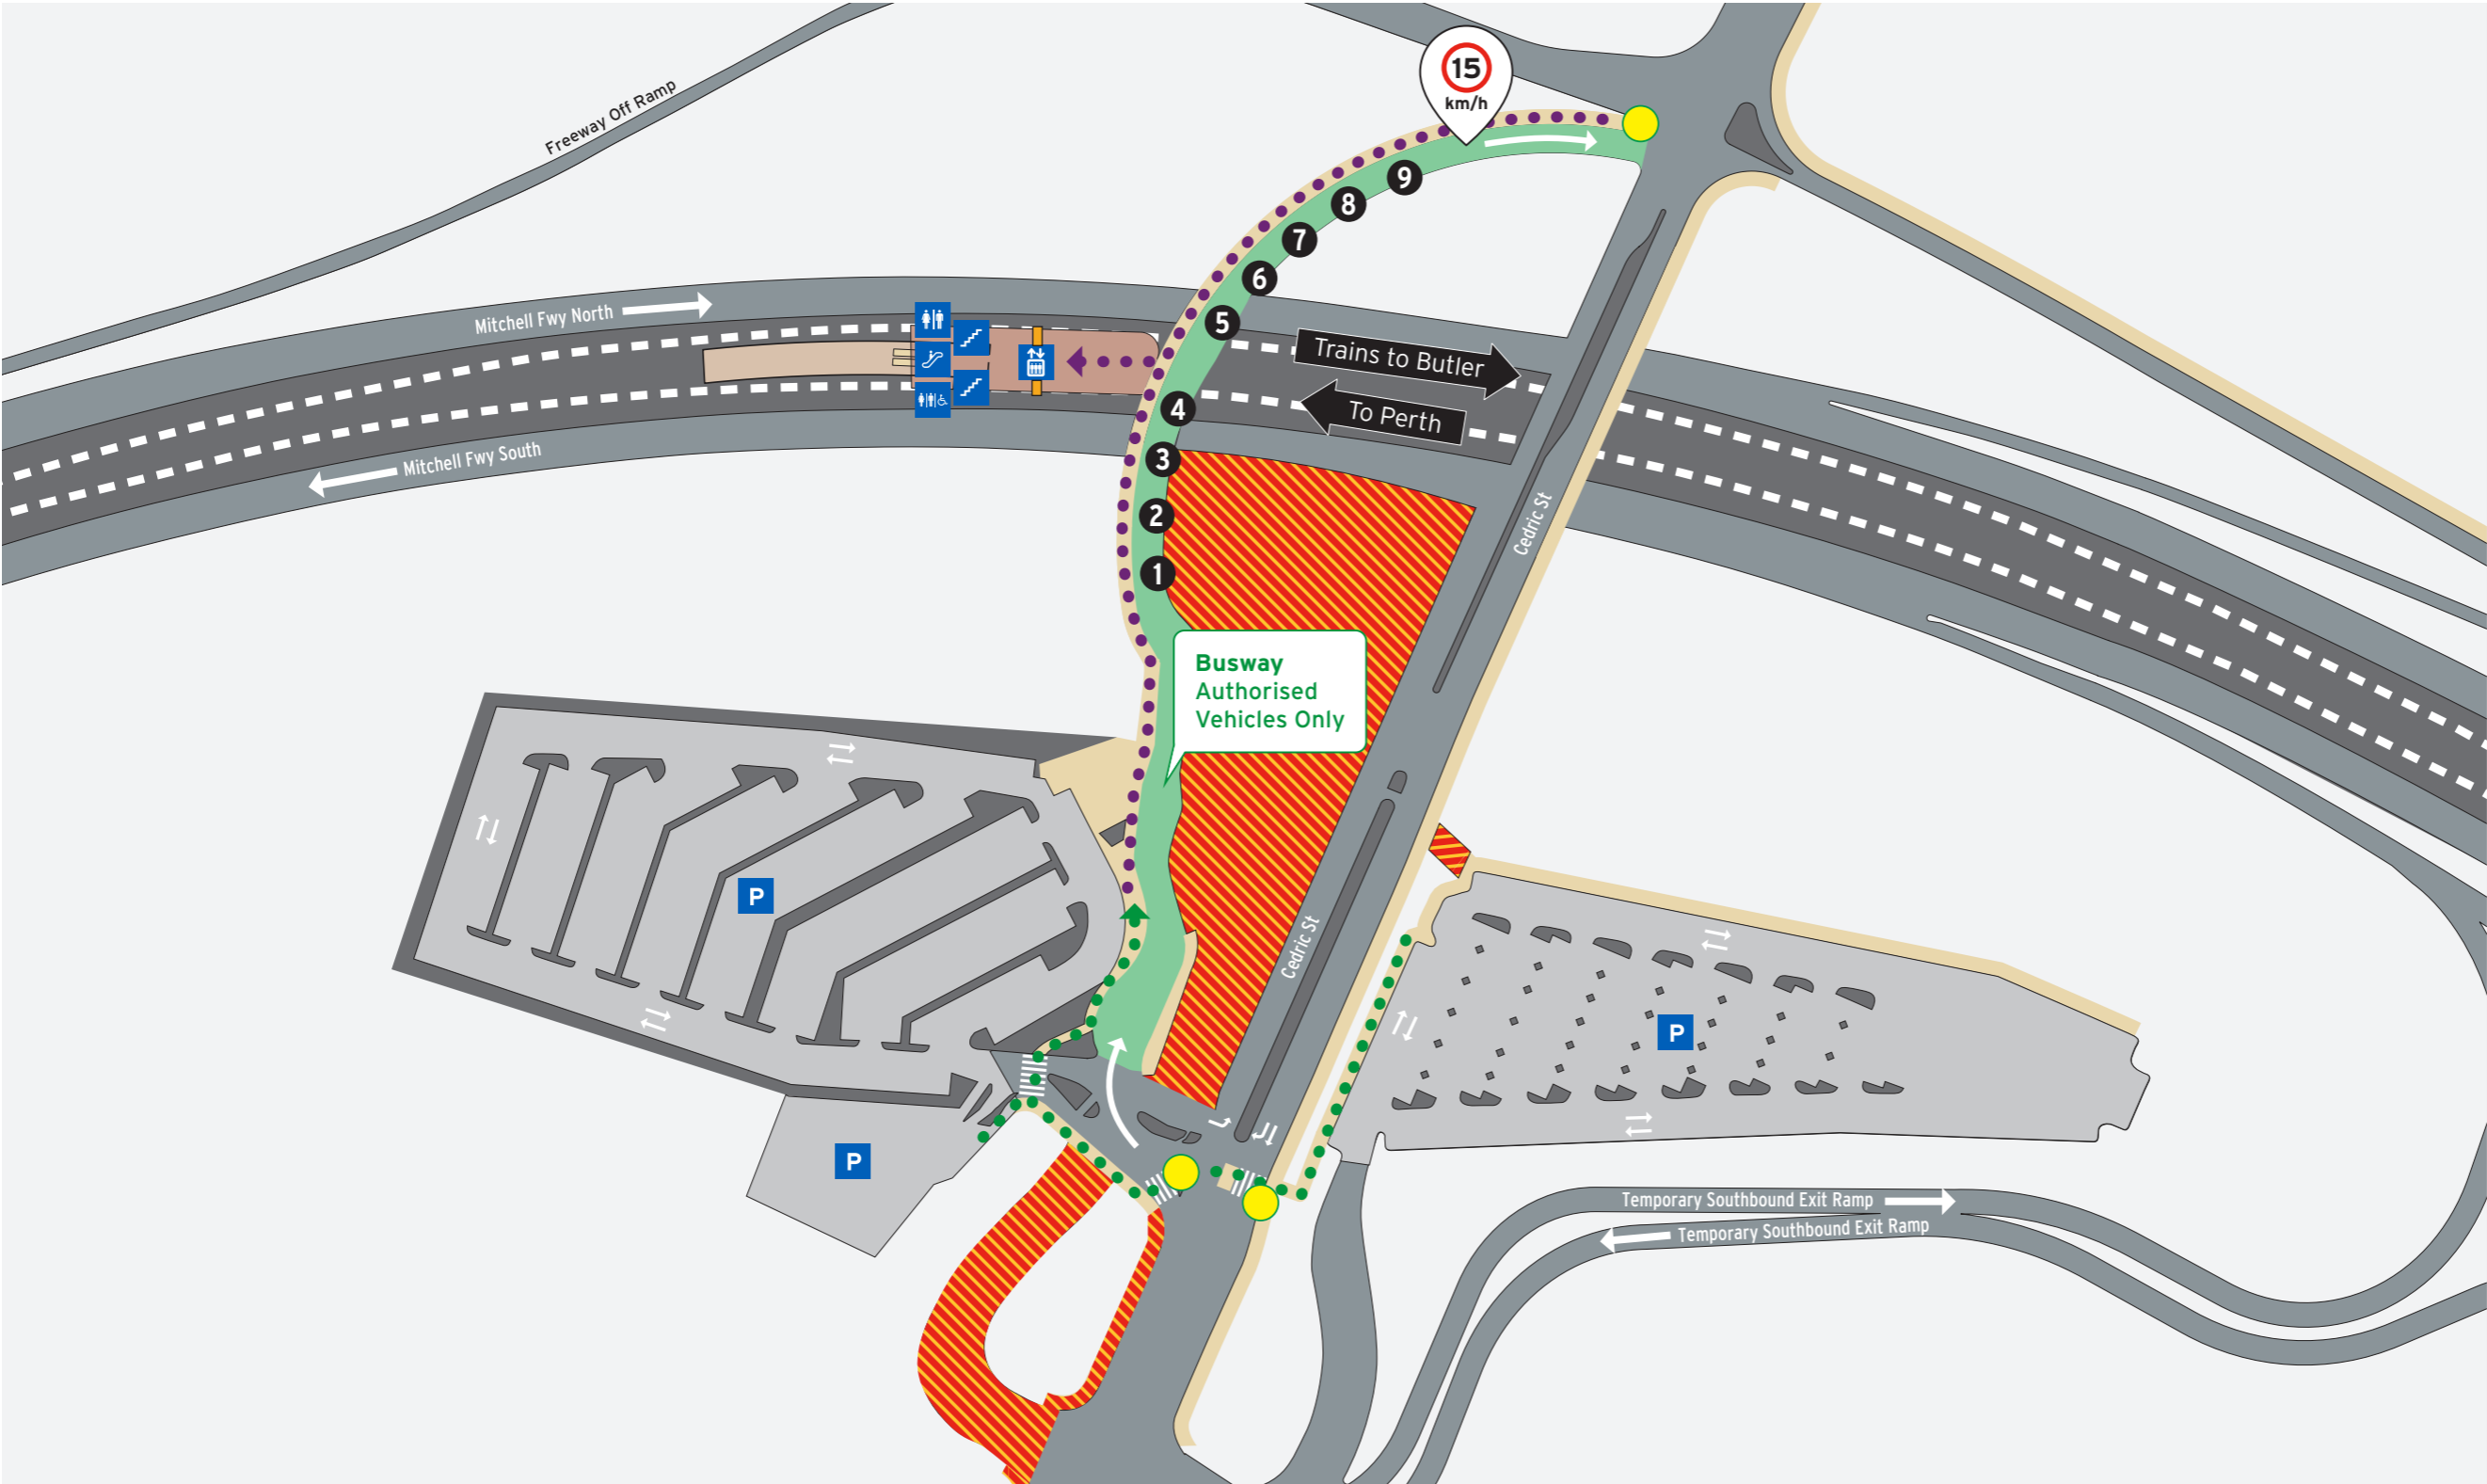 15
km/h
Freeway Off Ramp
9
8
7
6
5
Mitchell Fwy North
Trains to Butler
To Perth
4
Mitchell Fwy South
3
2
1
Cedric St
Busway
Authorised
Vehicles Only
P
Cedric St
P
P
Temporary Southbound Exit Ramp
Temporary Southbound Exit Ramp